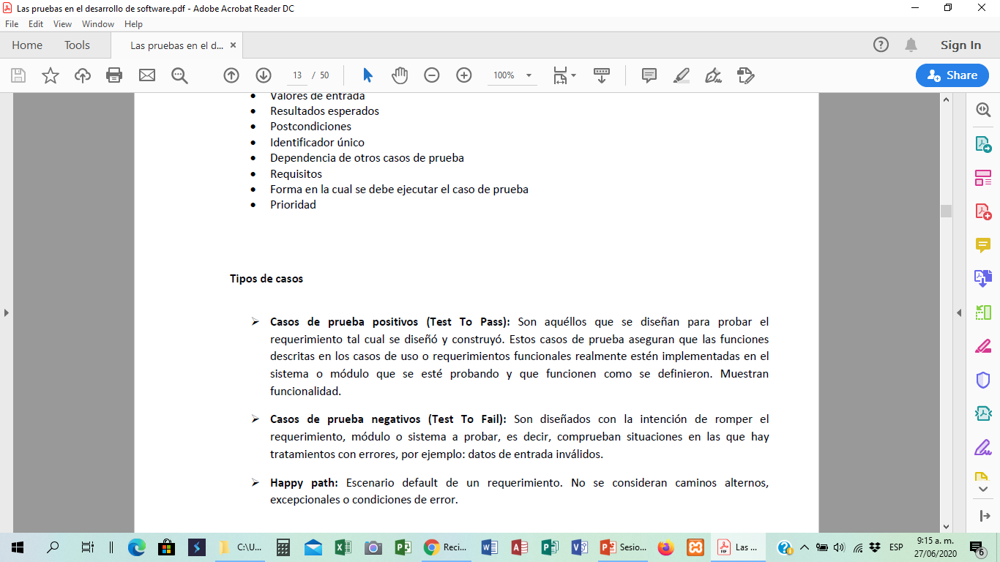 Las pruebas en el desarrollo de software.pdf - Adobe Acrobat Reader DC
File Edit View Window Help
Home Tools Las pruebas en el d... × Sign In
13 / 50 100% Share
Valores de entrada
• Resultados esperados
• Postcondiciones
• Identificador único
• Dependencia de otros casos de prueba
• Requisitos
• Forma en la cual se debe ejecutar el caso de prueba
• Prioridad
Tipos de casos
➢ Casos de prueba positivos (Test To Pass): Son aquéllos que se diseñan para probar el
requerimiento tal cual se diseñó y construyó. Estos casos de prueba aseguran que las funciones
descritas en los casos de uso o requerimientos funcionales realmente estén implementadas en el
sistema o módulo que se esté probando y que funcionen como se definieron. Muestran
funcionalidad.
➢ Casos de prueba negativos (Test To Fail): Son diseñados con la intención de romper el
requerimiento, módulo o sistema a probar, es decir, comprueban situaciones en las que hay
tratamientos con errores, por ejemplo: datos de entrada inválidos.
➢ Happy path: Escenario default de un requerimiento. No se consideran caminos alternos,
excepcionales o condiciones de error.
C:\U... Reci... Sesio... Las ... ESP 9:15 a. m.
27/06/2020 6